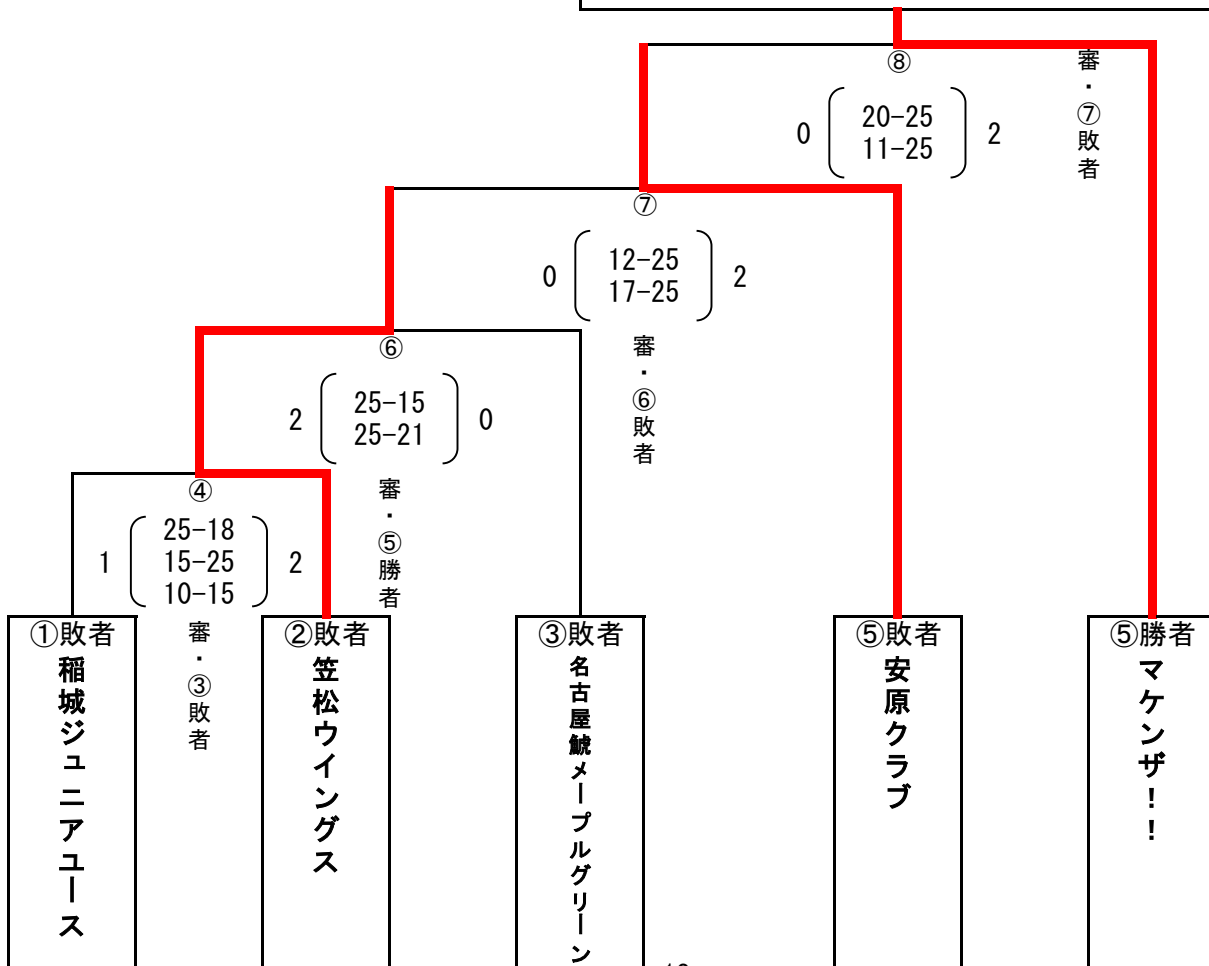 ⑧
0 20-25 2
11-25
審・⑦敗者
⑦
0 12-25 2
17-25
審・⑥敗者
⑥
2 25-15 0
25-21
審・⑤勝者
④
25-18
1 15-25 2
10-15
審・③敗者
①敗者
稲城ジュニアユース
②敗者
笠松ウイングス
③敗者
名古屋鯱メープルグリーン
⑤敗者
安原クラブ
⑤勝者
マケンザ!!